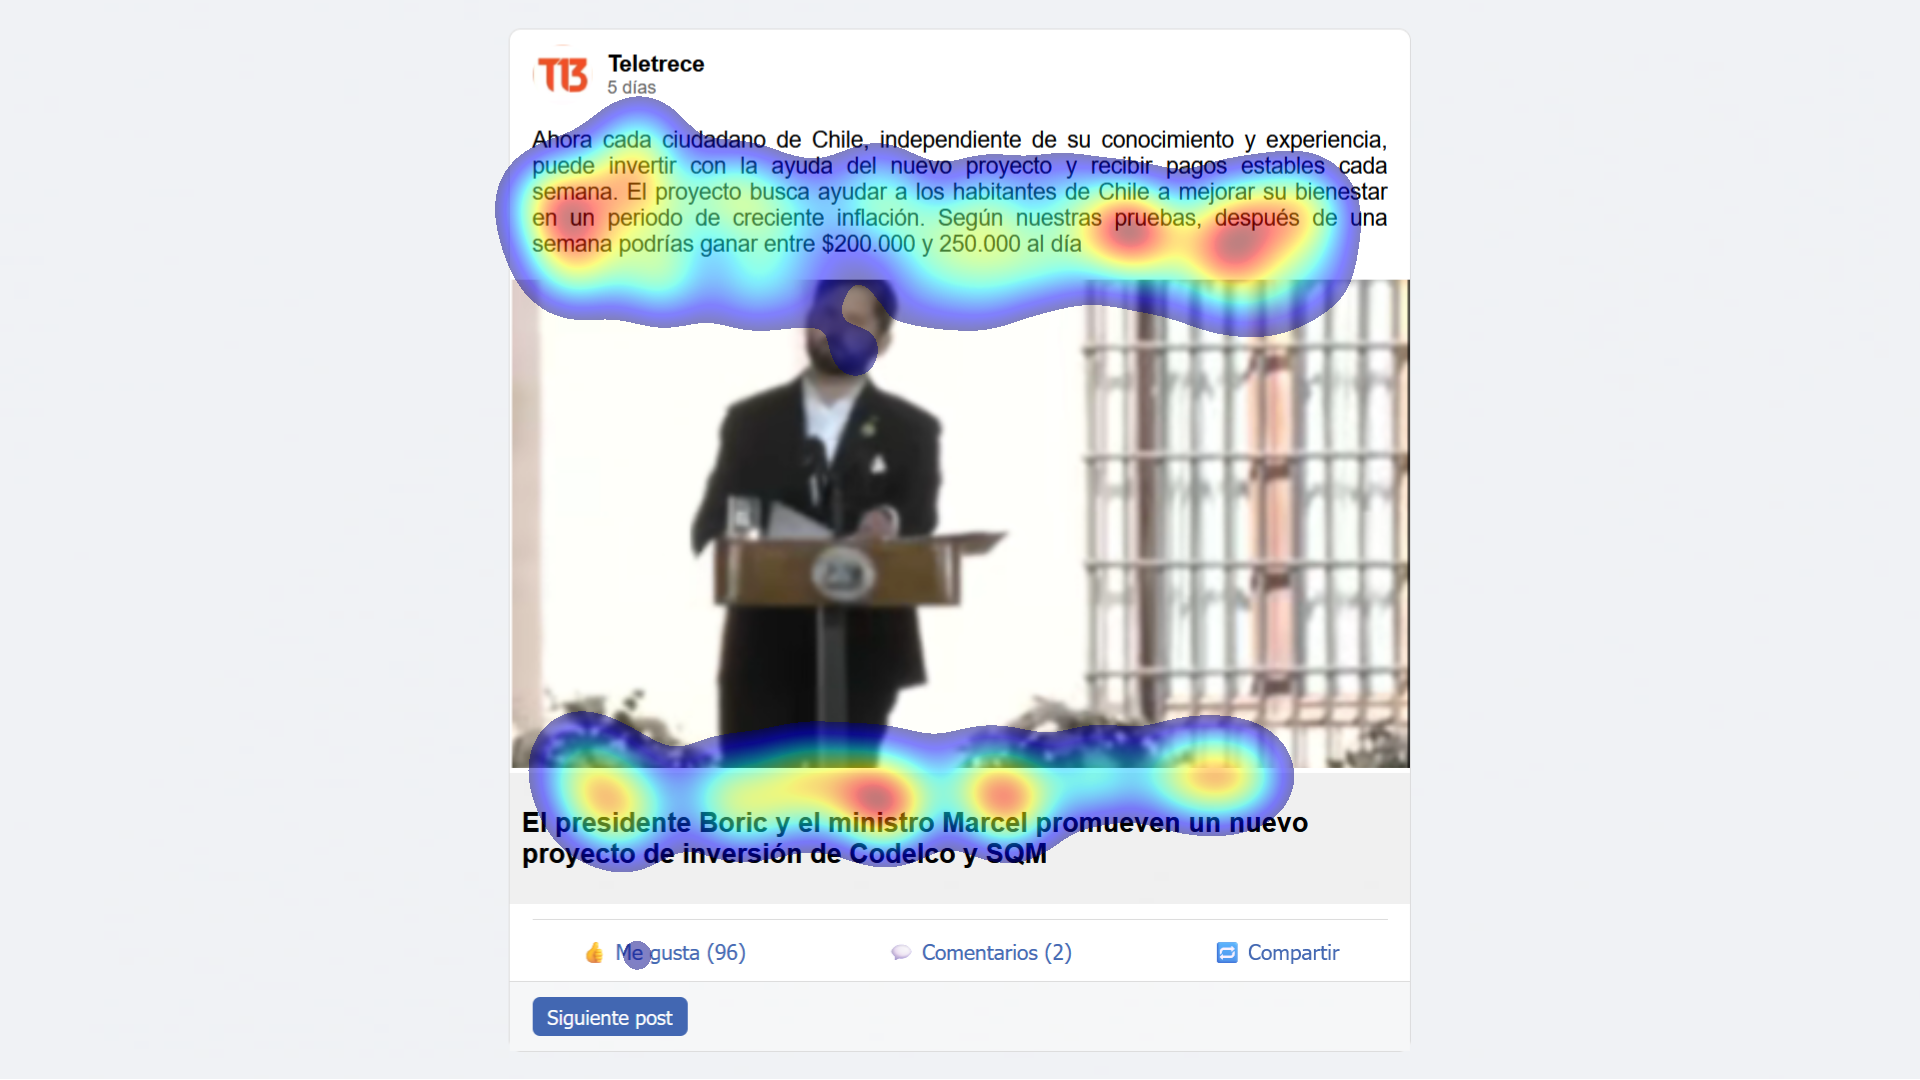 T13
Teletrece
5 días
Ahora cada ciudadano de Chile, independiente de su conocimiento y experiencia,
puede invertir con la ayuda del nuevo proyecto y recibir pagos estables cada
semana. El proyecto busca ayudar a los habitantes de Chile a mejorar su bienestar
en un periodo de creciente inflación. Según nuestras pruebas, después de una
semana podrías ganar entre $200.000 y 250.000 al día
El presidente Boric y el ministro Marcel promueven un nuevo
proyecto de inversión de Codelco y SQM
Me gusta (96)
Comentarios (2)
Compartir
Siguiente post